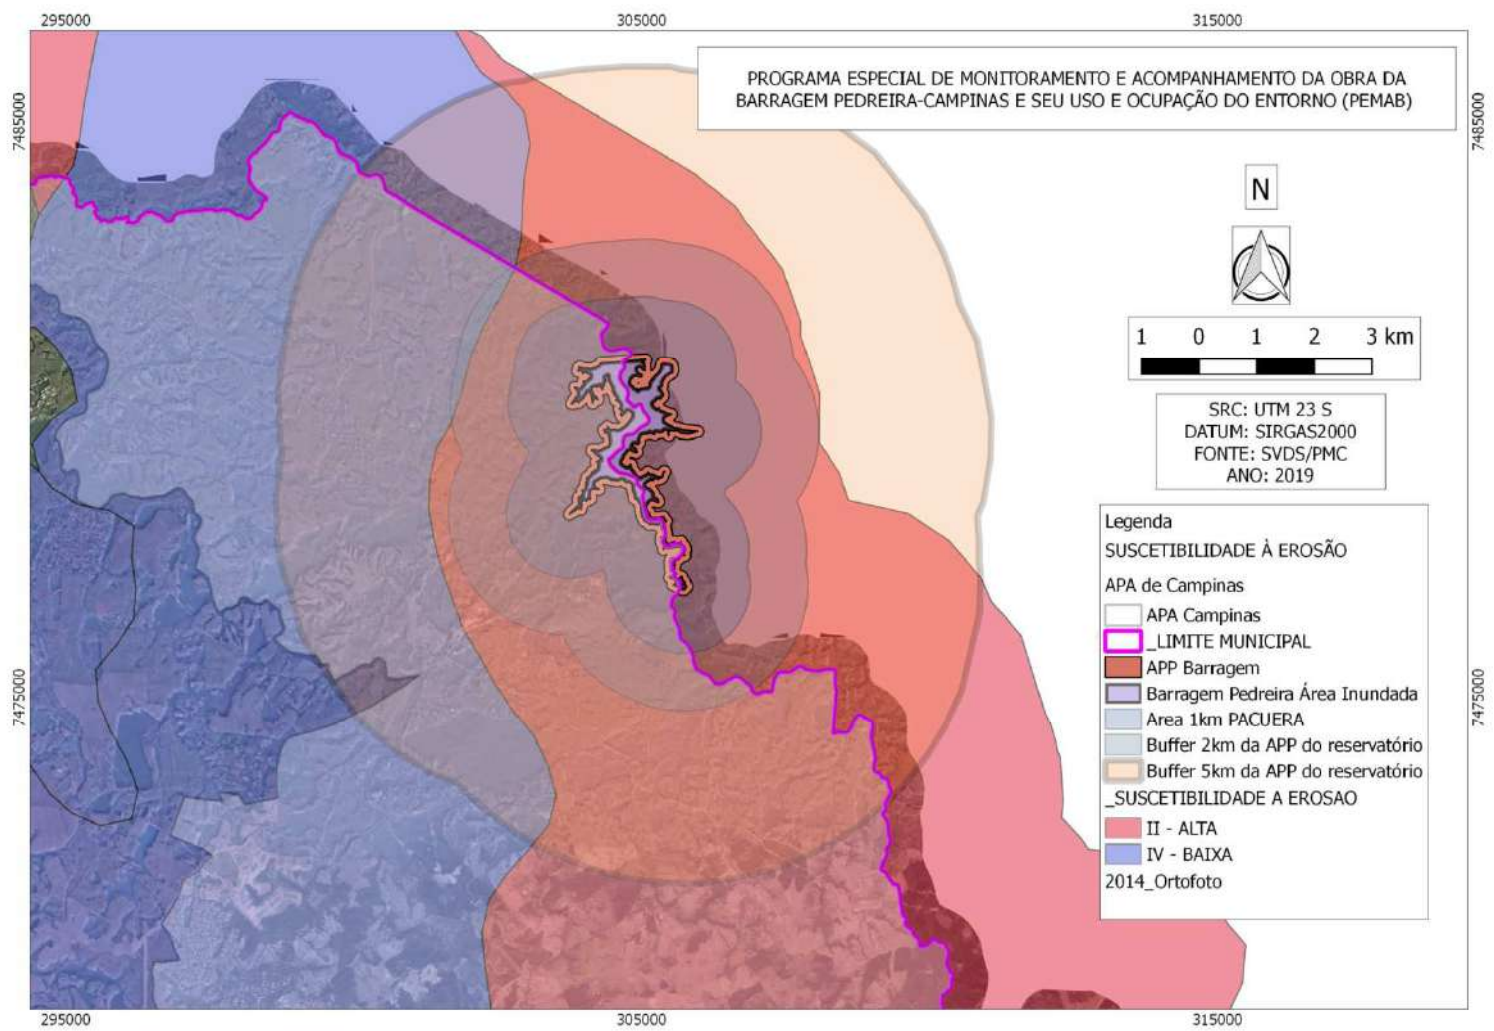 295000
305000
315000
7485000
7485000
PROGRAMA ESPECIAL DE MONITORAMENTO E ACOMPANHAMENTO DA OBRA DA
BARRAGEM PEDREIRA-CAMPINAS E SEU USO E OCUPAÇÃO DO ENTORNO (PEMAB)
N
1 0 1 2 3 km
SRC: UTM 23 S
DATUM: SIRGAS2000
FONTE: SVDS/PMC
ANO: 2019
Legenda
SUSCETIBILIDADE À EROSÃO
APA de Campinas
APA Campinas
_LIMITE MUNICIPAL
APP Barragem
Barragem Pedreira Área Inundada
Area 1km PACUERA
Buffer 2km da APP do reservatório
Buffer 5km da APP do reservatório
_SUSCETIBILIDADE A EROSAO
II - ALTA
IV - BAIXA
2014_Ortofoto
7475000
7475000
295000
305000
315000